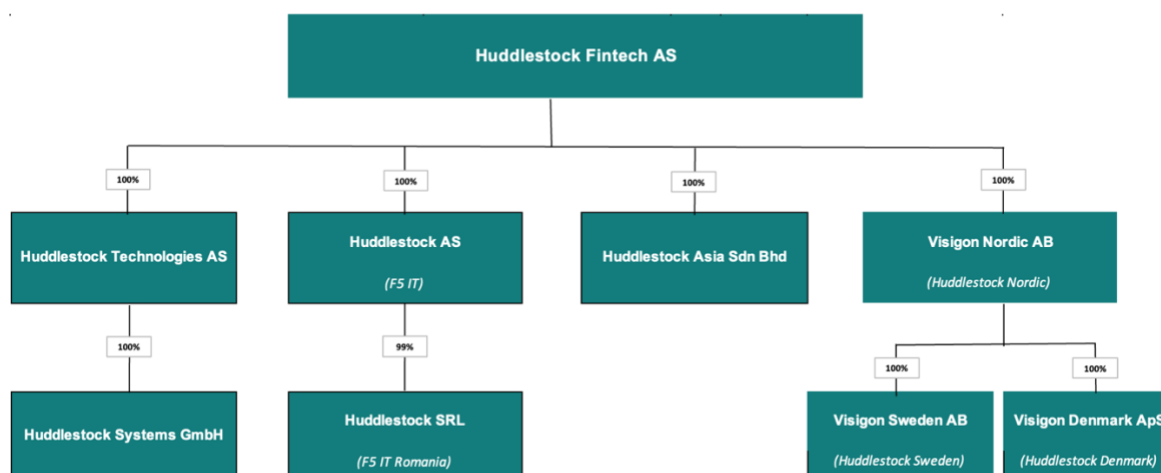 Huddlestock Fintech AS
100%
100%
100%
100%
Huddlestock Technologies AS
Huddlestock AS
(F5 IT)
Huddlestock Asia Sdn Bhd
Visigon Nordic AB
(Huddlestock Nordic)
100%
99%
100%
100%
Huddlestock Systems GmbH
Huddlestock SRL
(F5 IT Romania)
Visigon Sweden AB
(Huddlestock Sweden)
Visigon Denmark ApS
(Huddlestock Denmark)